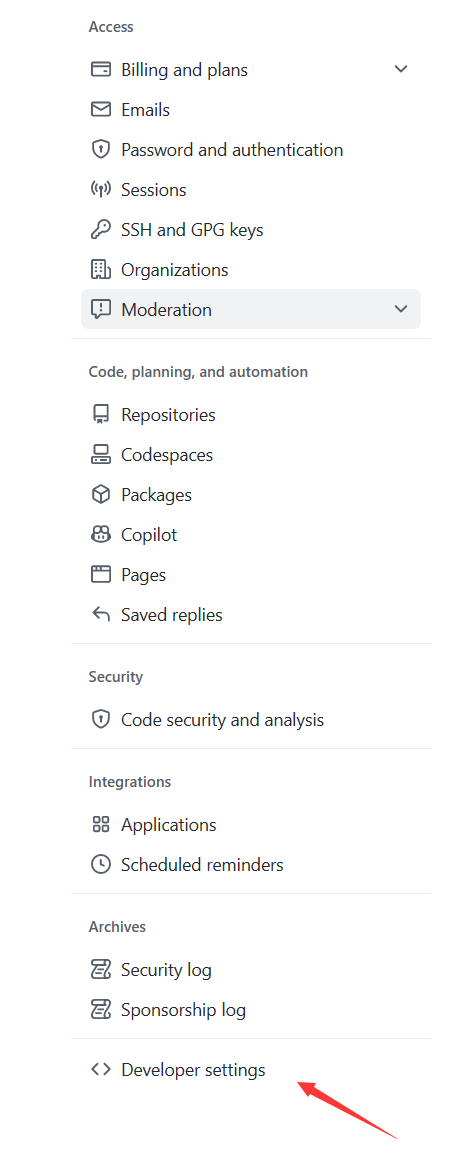 Access
Billing and plans
Emails
Password and authentication
Sessions
SSH and GPG keys
Organizations
Moderation
Code, planning, and automation
Repositories
Codespaces
Packages
Copilot
Pages
Saved replies
Security
Code security and analysis
Integrations
Applications
Scheduled reminders
Archives
Security log
Sponsorship log
Developer settings